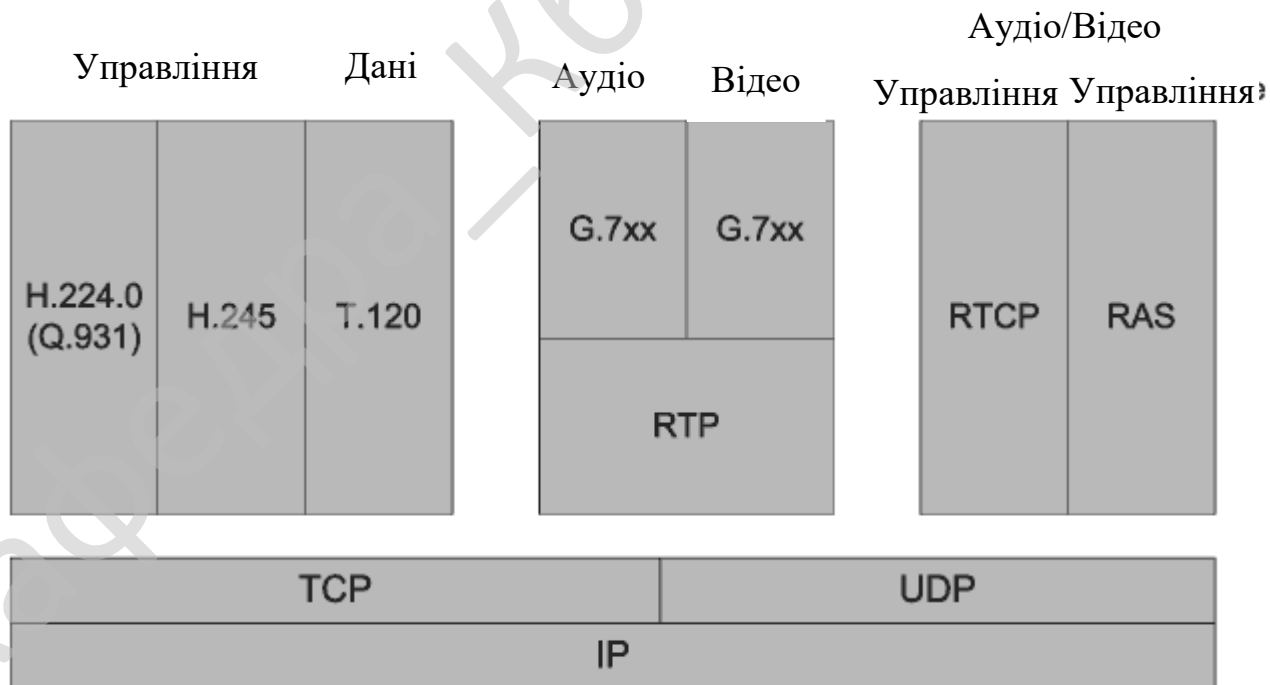 Аудіо/Відео
Управління Дані Аудіо Відео Управління Управління
G.7xx G.7xx
H.224.0 (Q.931) H.245 T.120 RTCP RAS
RTP
TCP UDP
IP